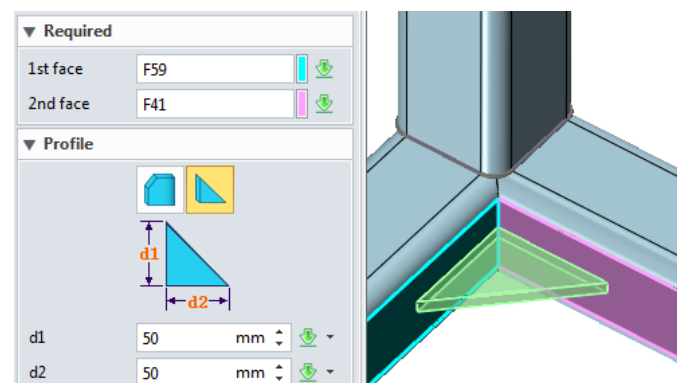 Required
1st face F59
2nd face F41
Profile
d1
d2
d1 50 mm
d2 50 mm